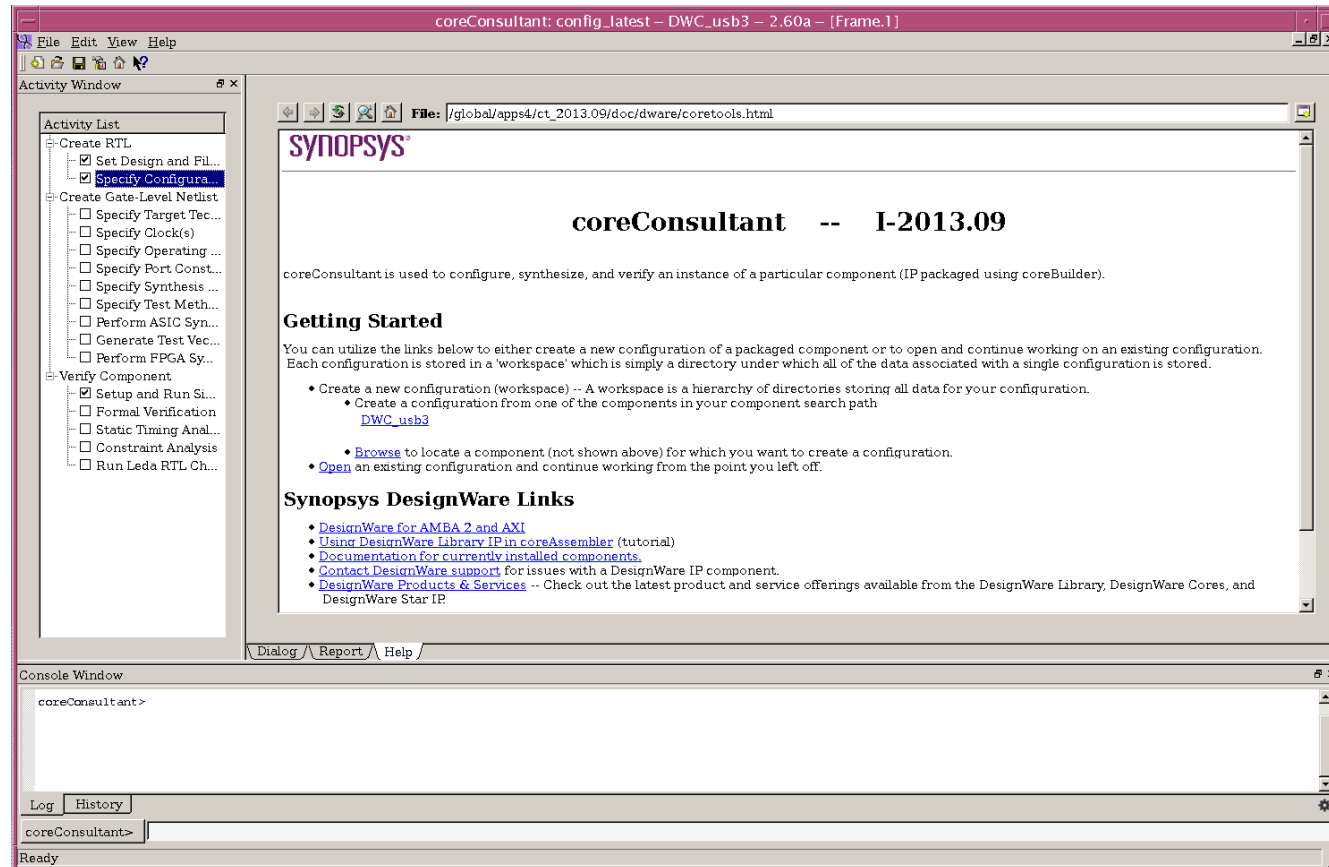 coreConsultant: config_latest – DWC_usb3 – 2.60a – [Frame.1]
File Edit View Help
Activity Window
Activity List
Create RTL
Set Design and Fil...
Specify Configura...
Create Gate-Level Netlist
Specify Target Tec...
Specify Clock(s)
Specify Operating ...
Specify Port Const...
Specify Synthesis ...
Specify Test Meth...
Perform ASIC Syn...
Generate Test Vec...
Perform FPGA Sy...
Verify Component
Setup and Run Si...
Formal Verification
Static Timing Anal...
Constraint Analysis
Run Leda RTL Ch...
File: /global/apps4/ct_2013.09/doc/dware/coretools.html
SYNOPSYS®
coreConsultant -- I-2013.09
coreConsultant is used to configure, synthesize, and verify an instance of a particular component (IP packaged using coreBuilder).
Getting Started
You can utilize the links below to either create a new configuration of a packaged component or to open and continue working on an existing configuration.
Each configuration is stored in a 'workspace' which is simply a directory under which all of the data associated with a single configuration is stored.
• Create a new configuration (workspace) -- A workspace is a hierarchy of directories storing all data for your configuration.
• Create a configuration from one of the components in your component search path
DWC_usb3
• Browse to locate a component (not shown above) for which you want to create a configuration.
• Open an existing configuration and continue working from the point you left off.
Synopsys DesignWare Links
• DesignWare for AMBA 2 and AXI
• Using DesignWare Library IP in coreAssembler (tutorial)
• Documentation for currently installed components.
• Contact DesignWare support for issues with a DesignWare IP component.
• DesignWare Products & Services -- Check out the latest product and service offerings available from the DesignWare Library, DesignWare Cores, and
DesignWare Star IP.
Dialog Report Help
Console Window
coreConsultant>
Log History
coreConsultant>
Ready